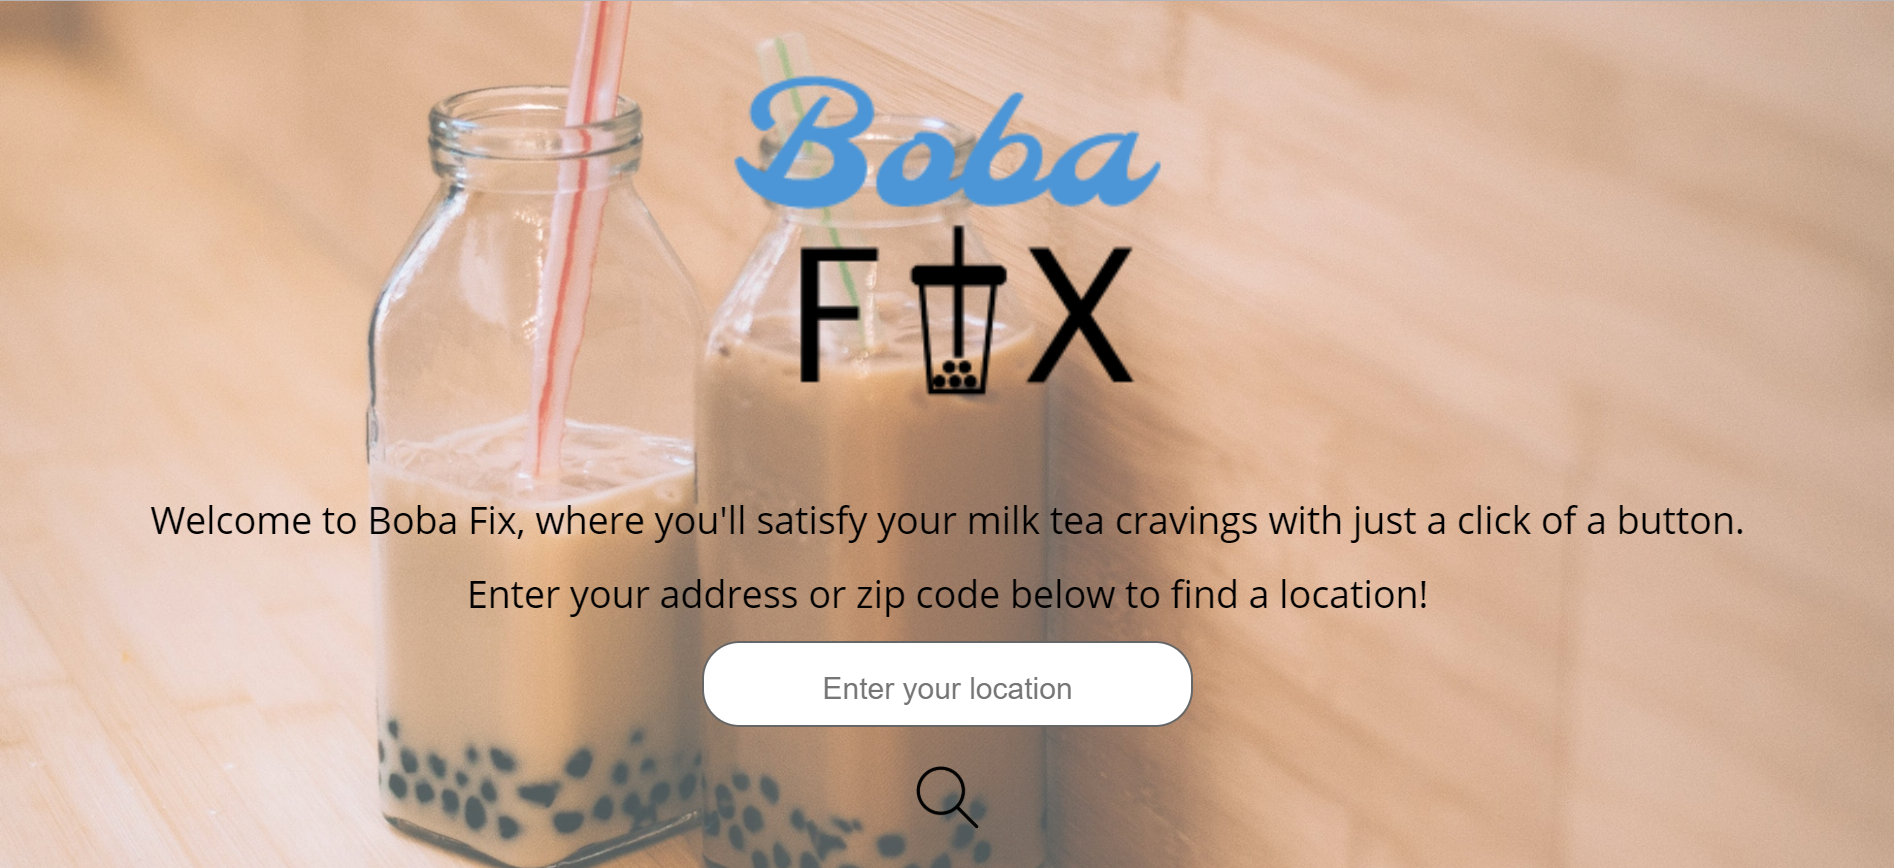 Boba
FIX
Welcome to Boba Fix, where you'll satisfy your milk tea cravings with just a click of a button.
Enter your address or zip code below to find a location!
Enter your location